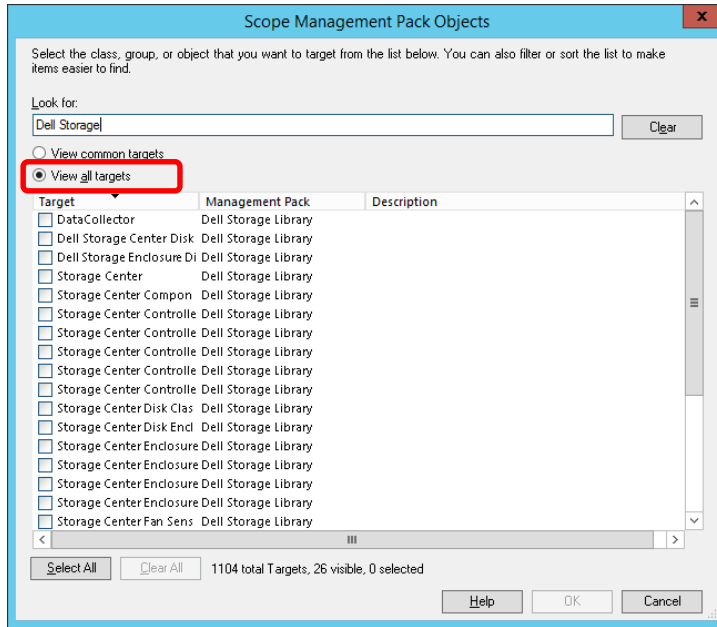 Scope Management Pack Objects
x
Select the class, group, or object that you want to target from the list below. You can also filter or sort the list to make
items easier to find.
Look for:
Dell Storage
Clear
View common targets
View all targets
Target Management Pack Description
DataCollector Dell Storage Library
Dell Storage Center Disk Dell Storage Library
Dell Storage Enclosure Di Dell Storage Library
Storage Center Dell Storage Library
Storage Center Compon Dell Storage Library
Storage Center Controlle Dell Storage Library
Storage Center Controlle Dell Storage Library
Storage Center Controlle Dell Storage Library
Storage Center Controlle Dell Storage Library
Storage Center Controlle Dell Storage Library
Storage Center Disk Clas Dell Storage Library
Storage Center Disk Encl Dell Storage Library
Storage Center Enclosure Dell Storage Library
Storage Center Enclosure Dell Storage Library
Storage Center Enclosure Dell Storage Library
Storage Center Enclosure Dell Storage Library
Storage Center Fan Sens Dell Storage Library
Select All Clear All 1104 total Targets, 26 visible, 0 selected
Help OK Cancel